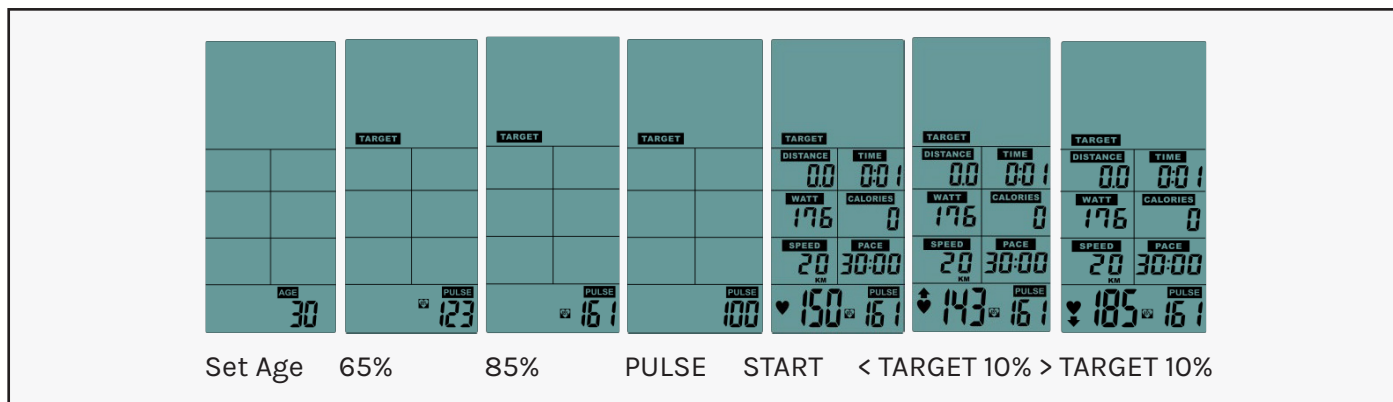 TARGET TARGET TARGET TARGET TARGET TARGET
DISTANCE TIME DISTANCE TIME DISTANCE TIME
0.0 0:01 0.0 0:01 0.0 0:01
WATT CALORIES WATT CALORIES WATT CALORIES
176 0 176 0 176 0
SPEED PACE SPEED PACE SPEED PACE
20 30:00 20 30:00 20 30:00
KM KM KM
AGE PULSE PULSE PULSE PULSE PULSE PULSE
30 123 161 100 150 161 143 161 185 161
Set Age 65% 85% PULSE START < TARGET 10% > TARGET 10%